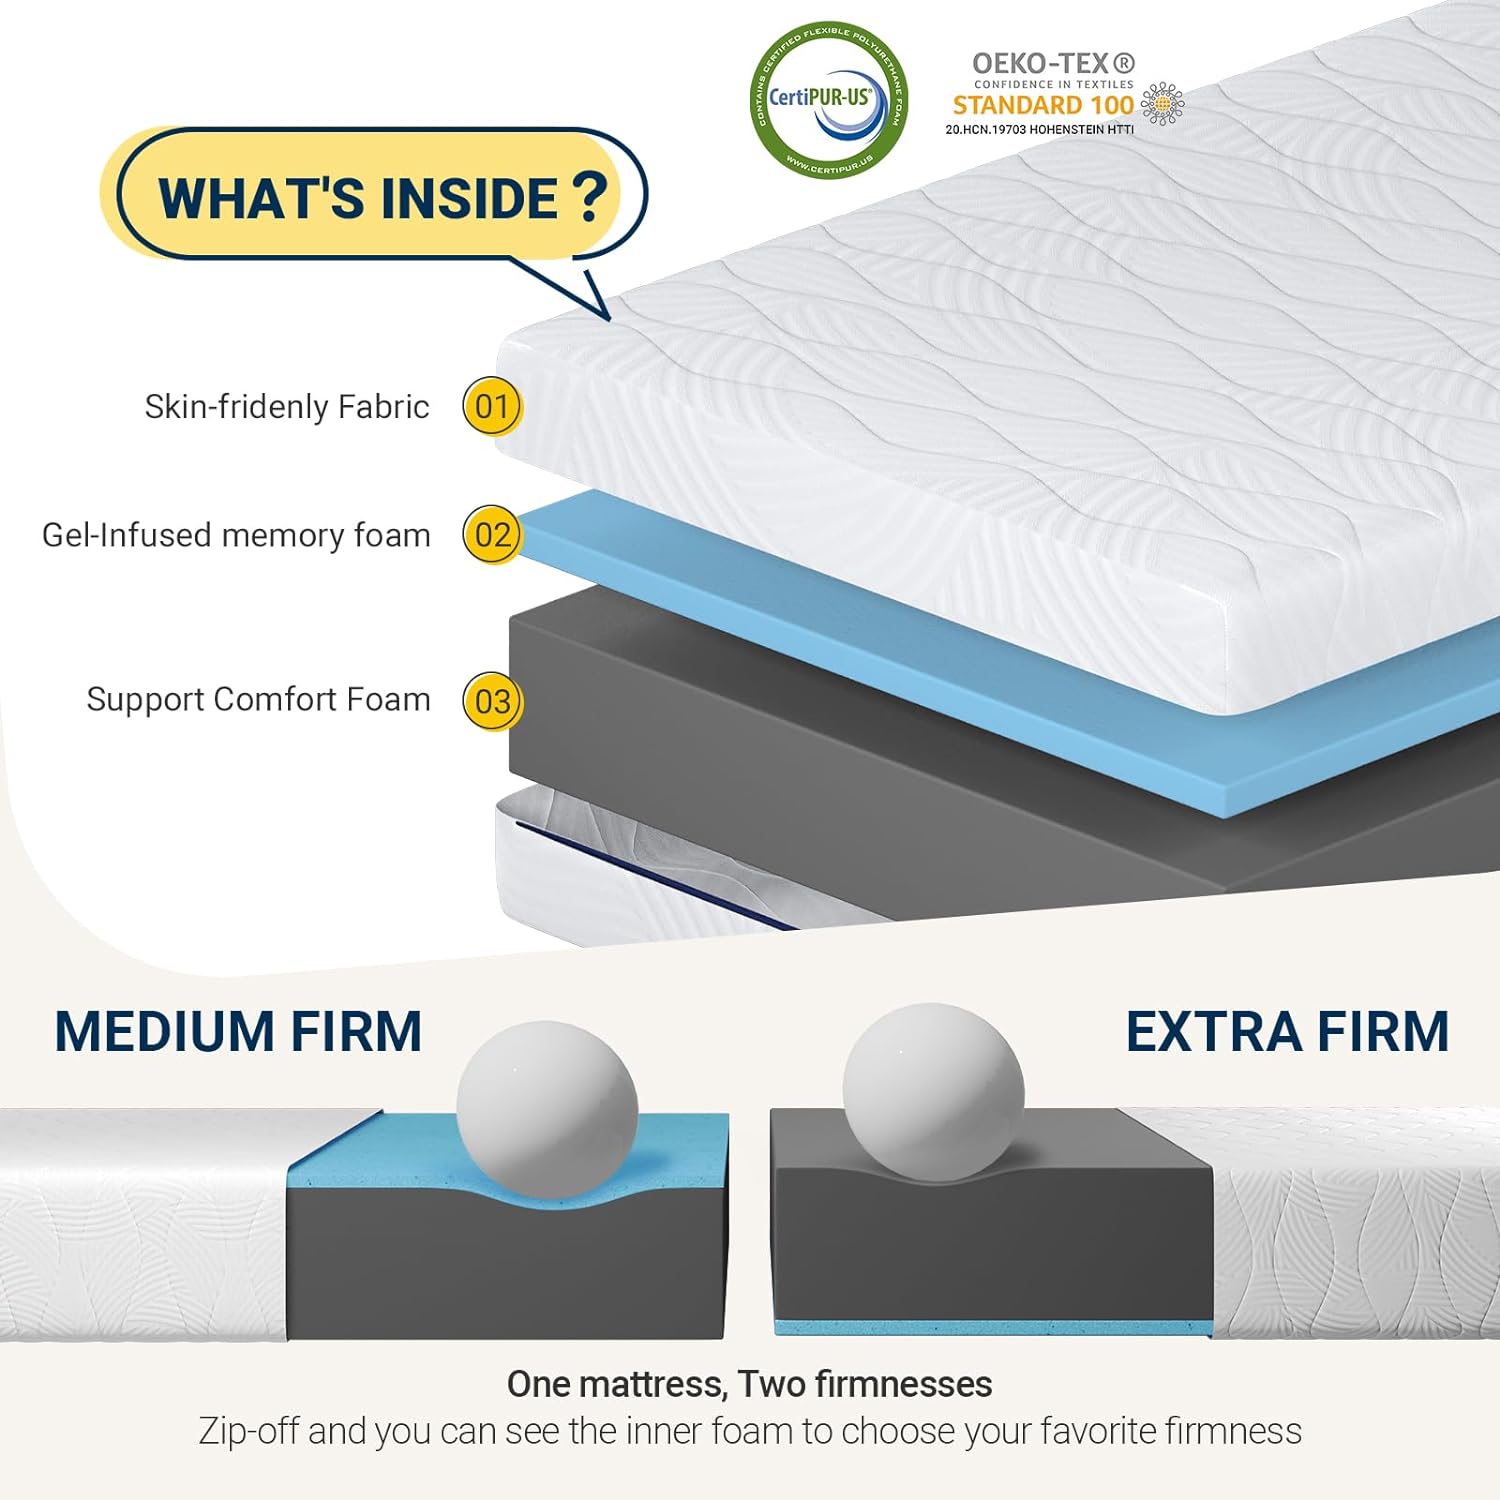 CONTAINS CERTIFIED FLEXIBLE POLYURETHANE FOAM
CertiPUR-US®
WWW.CERTIPUR.US
OEKO-TEX®
CONFIDENCE IN TEXTILES
STANDARD 100
20.HCN.19703 HOHENSTEIN HTTI
WHAT'S INSIDE ?
Skin-fridenly Fabric 01
Gel-Infused memory foam 02
Support Comfort Foam 03
MEDIUM FIRM
EXTRA FIRM
One mattress, Two firmnesses
Zip-off and you can see the inner foam to choose your favorite firmness